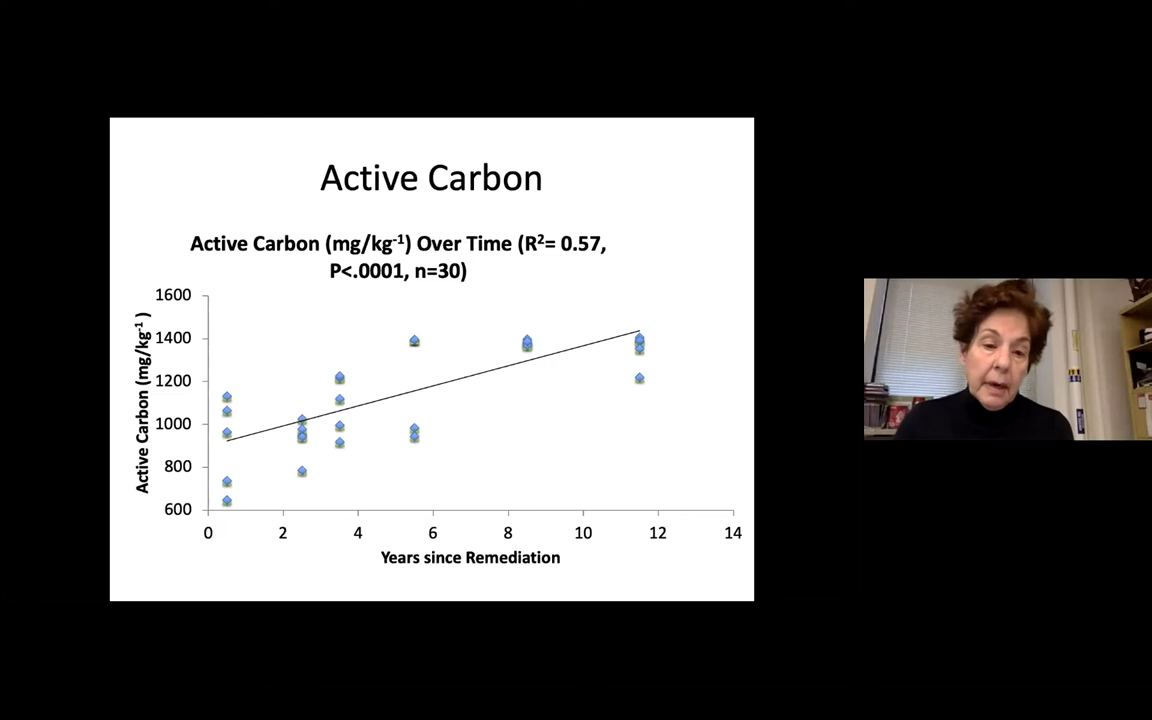 Active Carbon
Active Carbon (mg/kg⁻¹) Over Time (R²= 0.57,
P<.0001, n=30)
Active Carbon (mg/kg⁻¹)
1600
1400
1200
1000
800
600
0 2 4 6 8 10 12 14
Years since Remediation